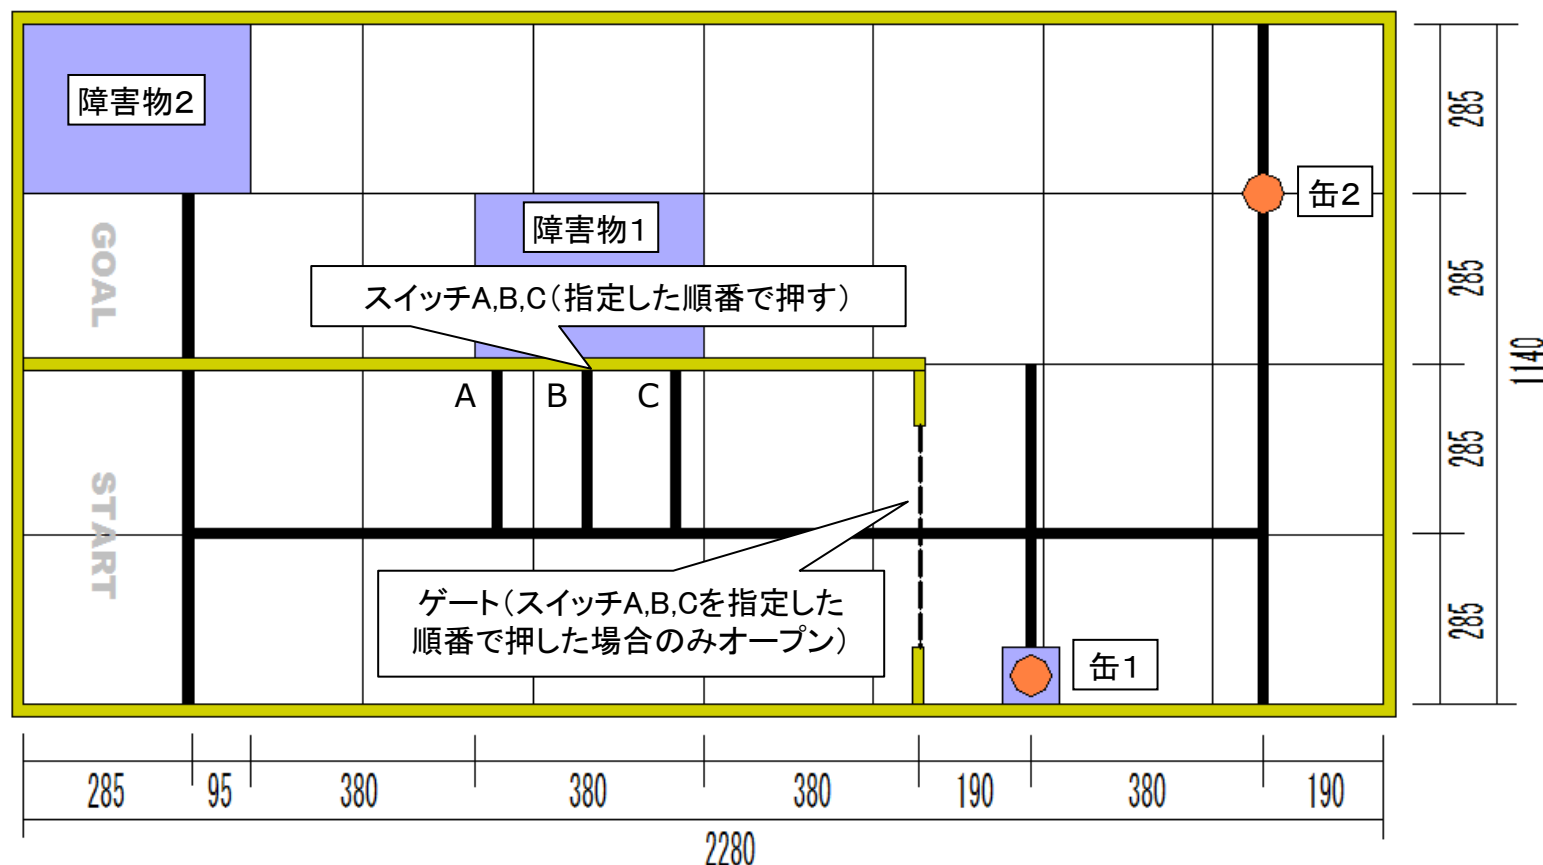 障害物2
285
缶2
GOAL
障害物1
285
スイッチA,B,C(指定した順番で押す)
1140
A
B
C
285
START
ゲート(スイッチA,B,Cを指定した
順番で押した場合のみオープン)
缶1
285
285
95
380
380
380
190
380
190
2280